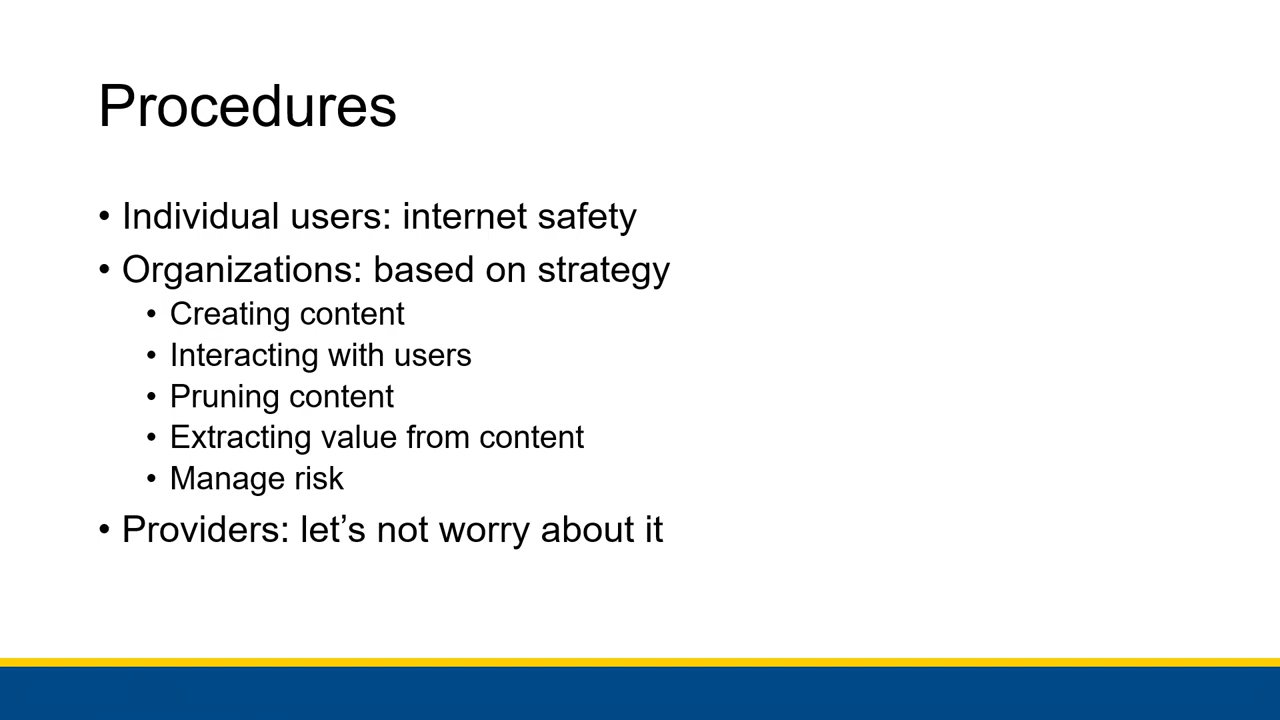 Procedures
• Individual users: internet safety
• Organizations: based on strategy
• Creating content
• Interacting with users
• Pruning content
• Extracting value from content
• Manage risk
• Providers: let’s not worry about it